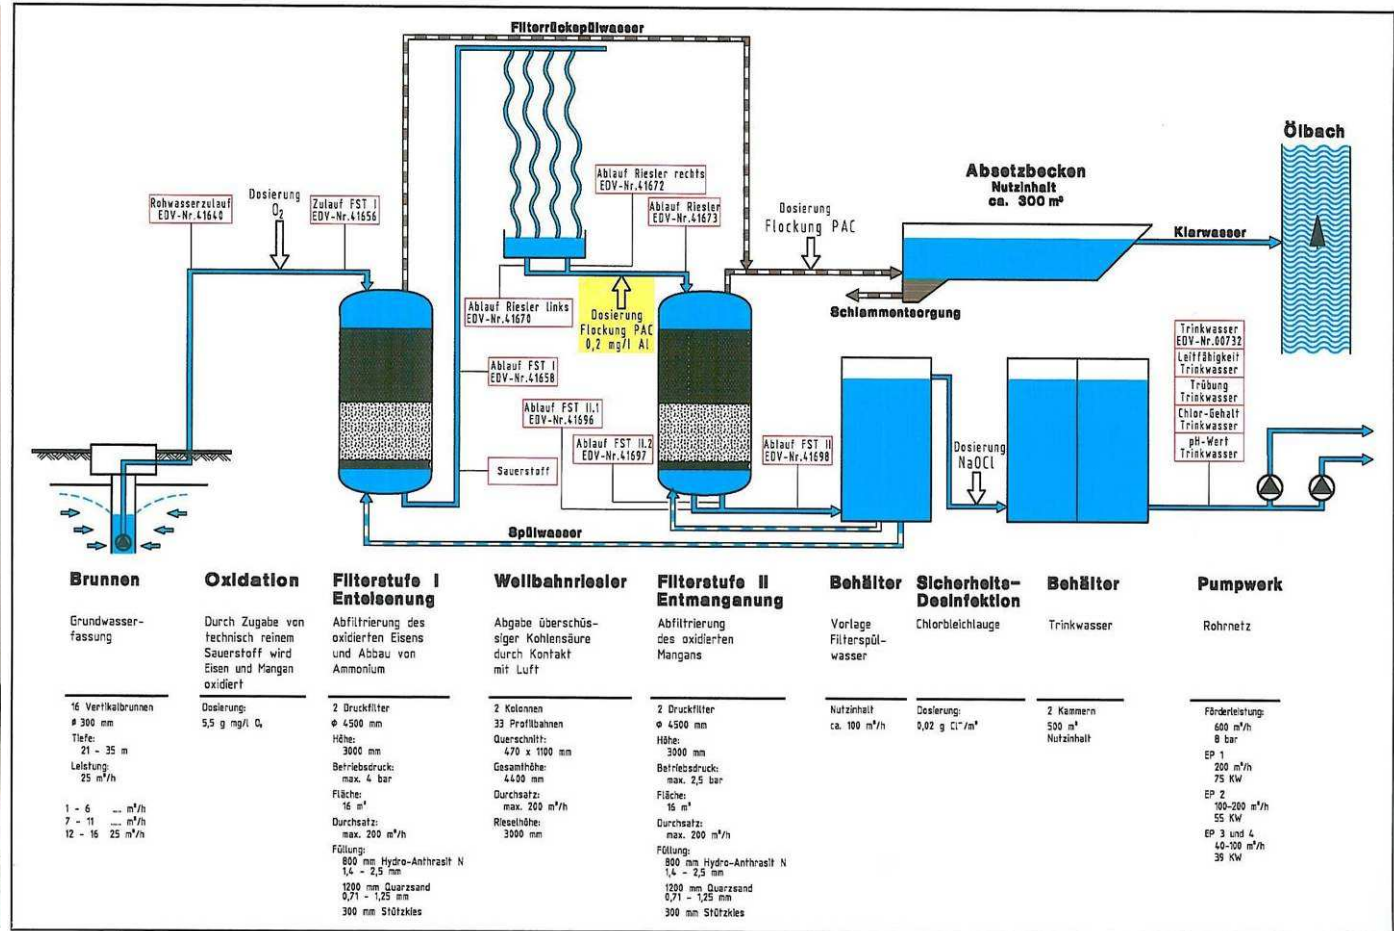 Filterrückspülwasser
Ölbach
Absetzbecken
Nutzinhalt
ca. 300 m³
Klarwasser
Schlammentsorgung
Rohwasserzulauf
EDV-Nr.41640
Dosierung
O₂
Zulauf FST I
EDV-Nr.41656
Ablauf Riesler rechts
EDV-Nr.41672
Ablauf Riesler
EDV-Nr.41673
Dosierung
Flockung PAC
Ablauf Riesler links
EDV-Nr.41670
Dosierung
Flockung PAC
0,2 mg/l Al
Ablauf FST I
EDV-Nr.41658
Ablauf FST II.1
EDV-Nr.41696
Ablauf FST II.2
EDV-Nr.41697
Ablauf FST II
EDV-Nr.41698
Sauerstoff
Spülwasser
Dosierung
NaOCl
Trinkwasser
EDV-Nr.00732
Leitfähigkeit
Trinkwasser
Trübung
Trinkwasser
Chlor-Gehalt
Trinkwasser
pH-Wert
Trinkwasser
Brunnen
Grundwasser-
fassung
16 Vertikalbrunnen
ø 300 mm
Tiefe:
21 - 35 m
Leistung:
25 m³/h
1 - 6 .... m³/h
7 - 11 .... m³/h
12 - 16 25 m³/h
Oxidation
Durch Zugabe von
technisch reinem
Sauerstoff wird
Eisen und Mangan
oxidiert
Dosierung:
5,5 g mg/l O₂
Filterstufe I
Enteisenung
Abfiltrierung des
oxidierten Eisens
und Abbau von
Ammonium
2 Druckfilter
ø 4500 mm
Höhe:
3000 mm
Betriebsdruck:
max. 4 bar
Fläche:
16 m²
Durchsatz:
max. 200 m³/h
Füllung:
800 mm Hydro-Anthrasit N
1,4 - 2,5 mm
1200 mm Quarzsand
0,71 - 1,25 mm
300 mm Stützkies
Wellbahnriesler
Abgabe überschüs-
siger Kohlensäure
durch Kontakt
mit Luft
2 Kolonnen
33 Profilbahnen
Querschnitt:
470 x 1100 mm
Gesamthöhe:
4400 mm
Durchsatz:
max. 200 m³/h
Rieselhöhe:
3000 mm
Filterstufe II
Entmanganung
Abfiltrierung
des oxidierten
Mangans
2 Druckfilter
ø 4500 mm
Höhe:
3000 mm
Betriebsdruck:
max. 2,5 bar
Fläche:
16 m²
Durchsatz:
max. 200 m³/h
Füllung:
800 mm Hydro-Anthrasit N
1,4 - 2,5 mm
1200 mm Quarzsand
0,71 - 1,25 mm
300 mm Stützkies
Behälter
Vorlage
Filterspül-
wasser
Nutzinhalt
ca. 100 m³/h
Sicherheits-
Desinfektion
Chlorbleichlauge
Dosierung:
0,02 g Cl⁻/m³
Behälter
Trinkwasser
2 Kammern
500 m³
Nutzinhalt
Pumpwerk
Rohrnetz
Förderleistung:
600 m³/h
8 bar
EP 1
200 m³/h
75 KW
EP 2
100-200 m³/h
55 KW
EP 3 und 4
40-100 m³/h
39 KW